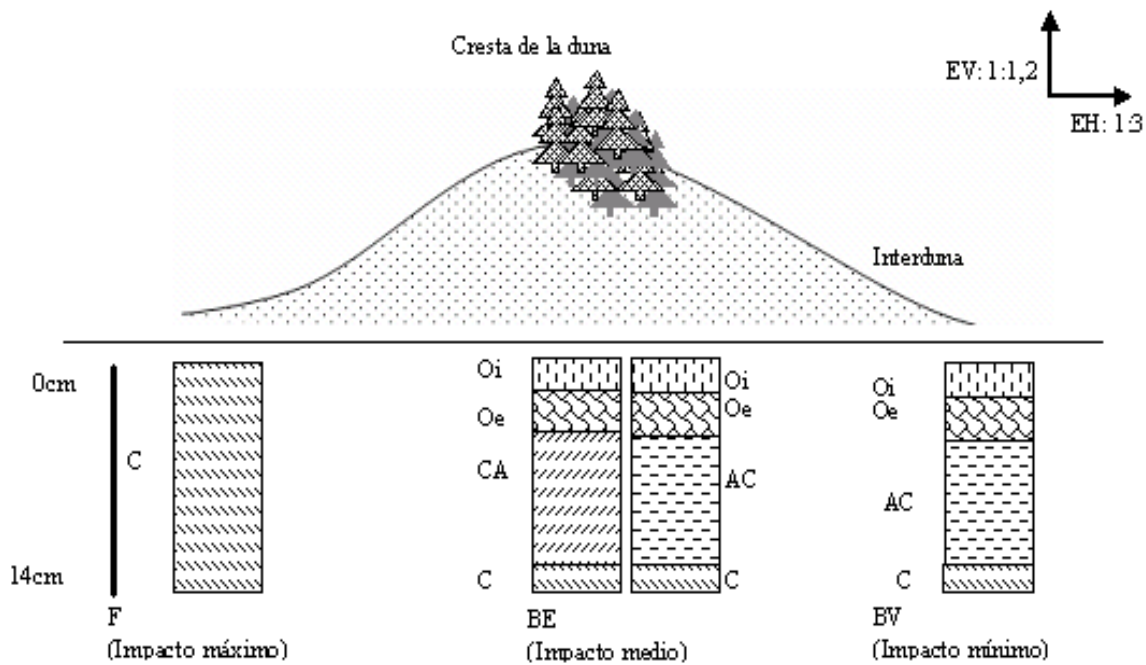 Cresta de la duna
EV: 1:1,2
EH: 1:3
Interduna
0cm
C
14cm
F
(Impacto máximo)
Oi
Oe
CA
C
Oi
Oe
AC
C
BE
(Impacto medio)
Oi
Oe
AC
C
BV
(Impacto mínimo)